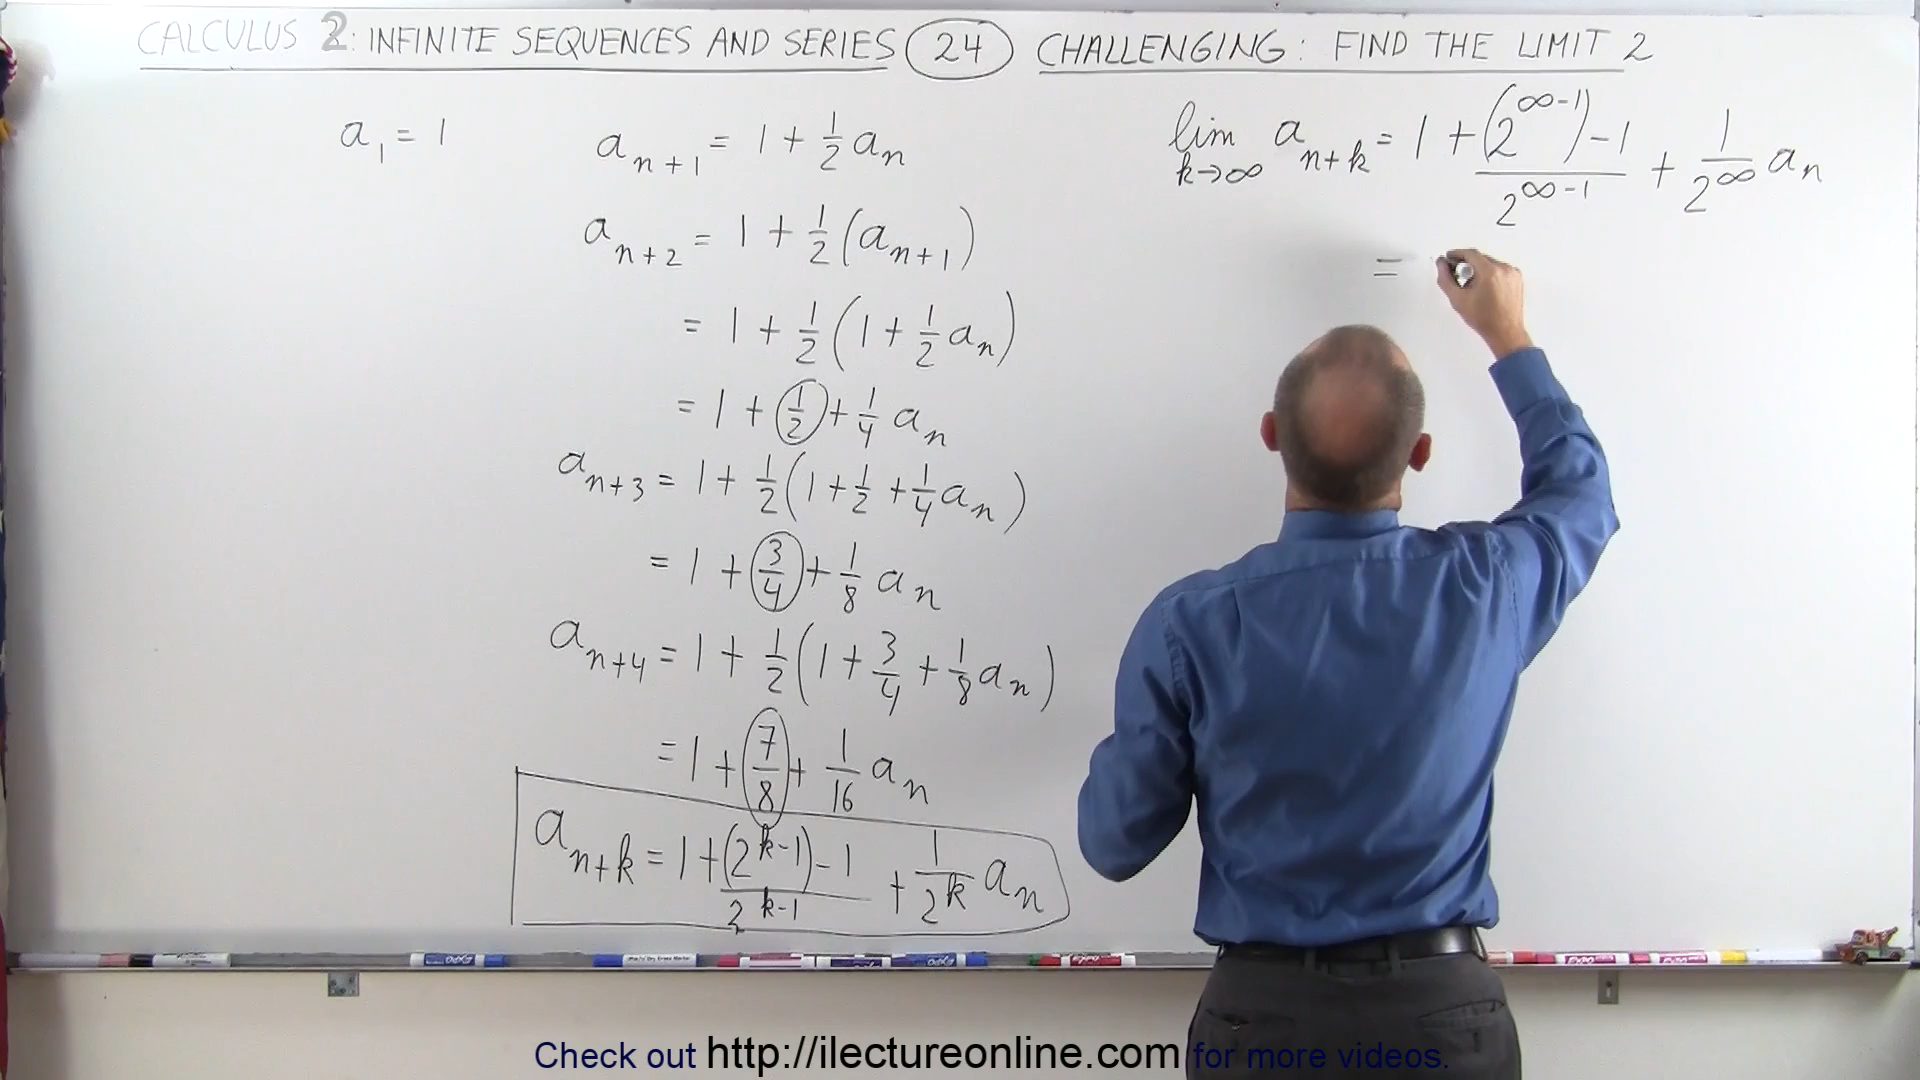 CALCULUS 2: INFINITE SEQUENCES AND SERIES 24 CHALLENGING: FIND THE LIMIT 2
a₁ = 1
aₙ₊₁ = 1 + 1/2 aₙ
aₙ₊₂ = 1 + 1/2 (aₙ₊₁)
= 1 + 1/2 (1 + 1/2 aₙ)
= 1 + 1/2 + 1/4 aₙ
aₙ₊₃ = 1 + 1/2 (1 + 1/2 + 1/4 aₙ)
= 1 + 3/4 + 1/8 aₙ
aₙ₊₄ = 1 + 1/2 (1 + 3/4 + 1/8 aₙ)
= 1 + 7/8 + 1/16 aₙ
a_{n+k} = 1 + ((2^{k-1}) - 1)/2^{k-1} + 1/2^k aₙ
lim k→∞ a_{n+k} = 1 + ((2^{∞-1}) - 1)/2^{∞-1} + 1/2^∞ aₙ
=
EXPO
Check out http://ilectureonline.com for more videos.